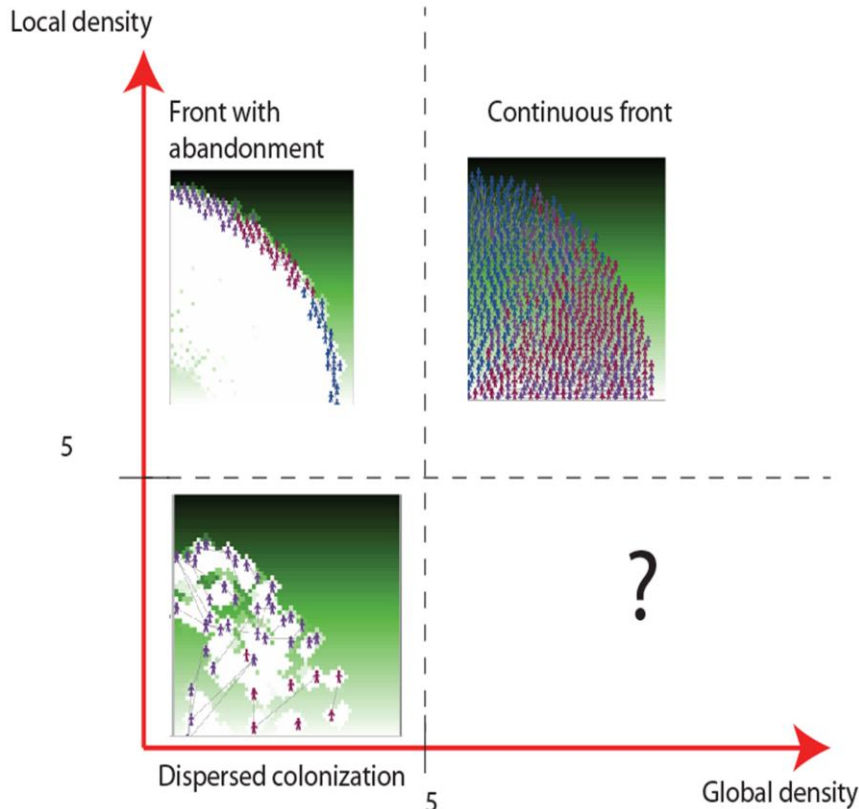 Local density
Front with
abandonment
Continuous front
5
?
Dispersed colonization
5
Global density